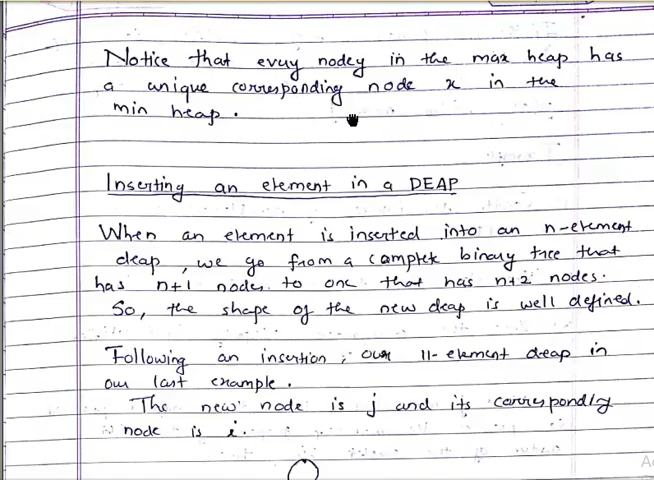 Notice that every node y in the max heap has
a unique corresponding node x in the
min heap.
Inserting an element in a DEAP
When an element is inserted into an n-element
deap, we go from a complete binary tree that
has n+1 nodes to one that has n+2 nodes.
So, the shape of the new deap is well defined.
Following an insertion, our 11-element deap in
our last example.
The new node is j and its correspondig
node is i.